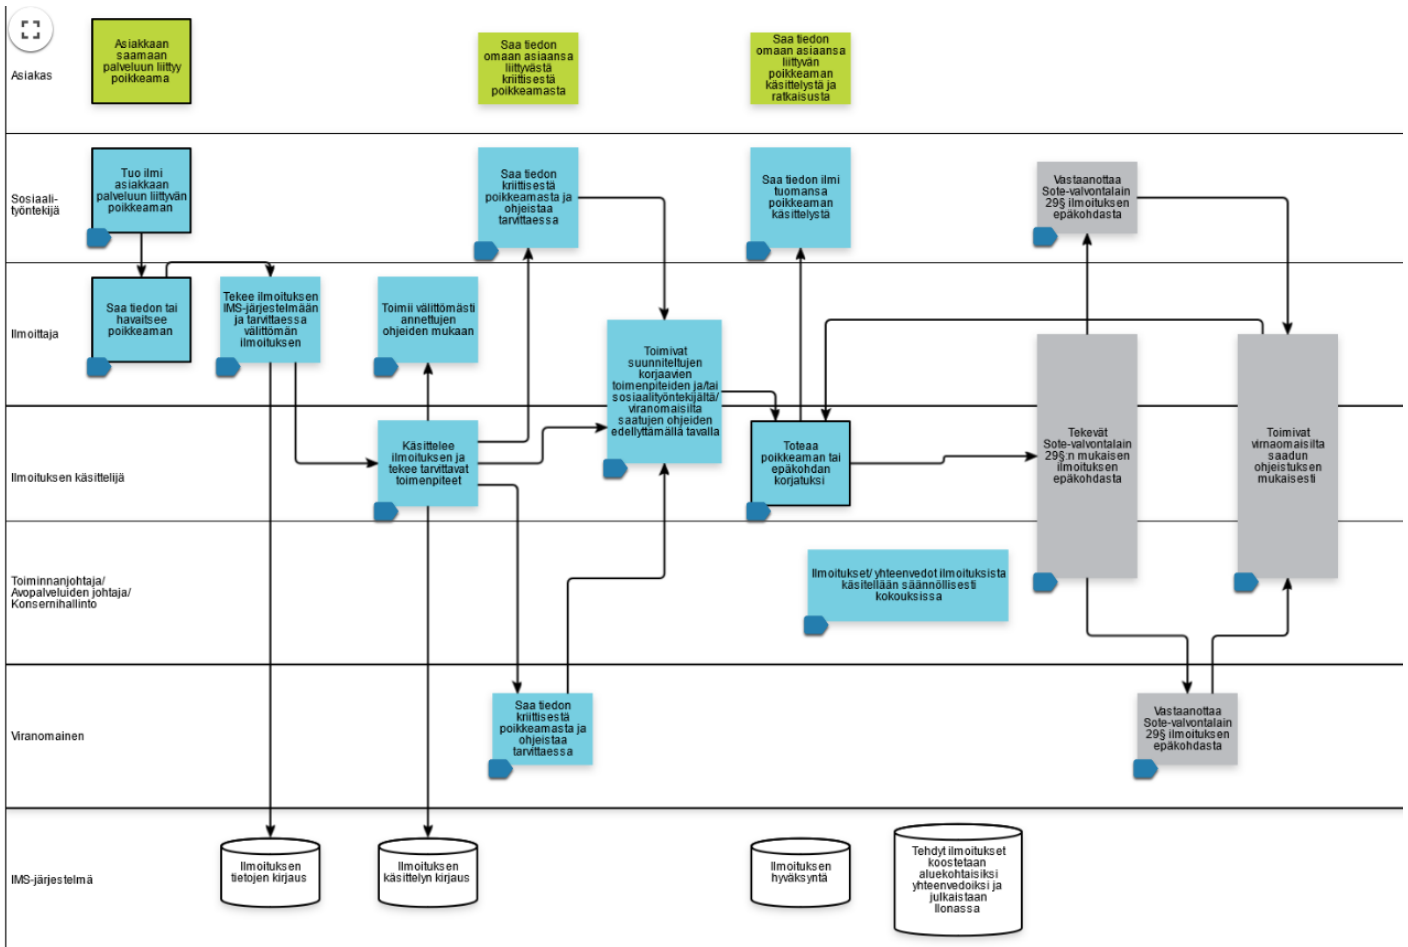 Asiakas
Asiakkaan
saamaan
palveluun liittyy
poikkeama
Saa tiedon
omaan asiaansa
liittyvästä
kriittisestä
poikkeamasta
Saa tiedon
omaan asiaansa
liittyvän
poikkeaman
käsittelystä ja
ratkaisusta
Sosiaali-
työntekijä
Tuo ilmi
asiakkaan
palveluun liittyvän
poikkeaman
Saa tiedon
kriittisestä
poikkeamasta ja
ohjeistaa
tarvittaessa
Saa tiedon ilmi
tuomansa
poikkeaman
käsittelystä
Vastaanottaa
Sote-valvontalain
29§ ilmoituksen
epäkohdasta
Ilmoittaja
Saa tiedon tai
havaitsee
poikkeaman
Tekee ilmoituksen
IMS-järjestelmään
ja tarvittaessa
välittömän
ilmoituksen
Toimii välittömästi
annettujen
ohjeiden mukaan
Toimivat
suunniteltujen
korjaavien
toimenpiteiden ja/tai
sosiaalityöntekijältä/
viranomaisilta
saatujen ohjeiden
edellyttämällä tavalla
Ilmoituksen käsittelijä
Käsittelee
ilmoituksen ja
tekee tarvittavat
toimenpiteet
Toteaa
poikkeaman tai
epäkohdan
korjatuksi
Tekevät
Sote-valvontalain
29§:n mukaisen
ilmoituksen
epäkohdasta
Toimivat
virnaomaisilta
saadun
ohjeistuksen
mukaisesti
Toiminnanjohtaja/
Avopalveluiden johtaja/
Konsernihallinto
Ilmoitukset/ yhteenvedot ilmoituksista
käsitellään säännöllisesti
kokouksissa
Viranomainen
Saa tiedon
kriittisestä
poikkeamasta ja
ohjeistaa
tarvittaessa
Vastaanottaa
Sote-valvontalain
29§ ilmoituksen
epäkohdasta
IMS-järjestelmä
Ilmoituksen
tietojen kirjaus
Ilmoituksen
käsittelyn kirjaus
Ilmoituksen
hyväksyntä
Tehdyt ilmoitukset
koostetaan
aluekohtaisiksi
yhteenvedoiksi ja
julkaistaan
Ilonassa